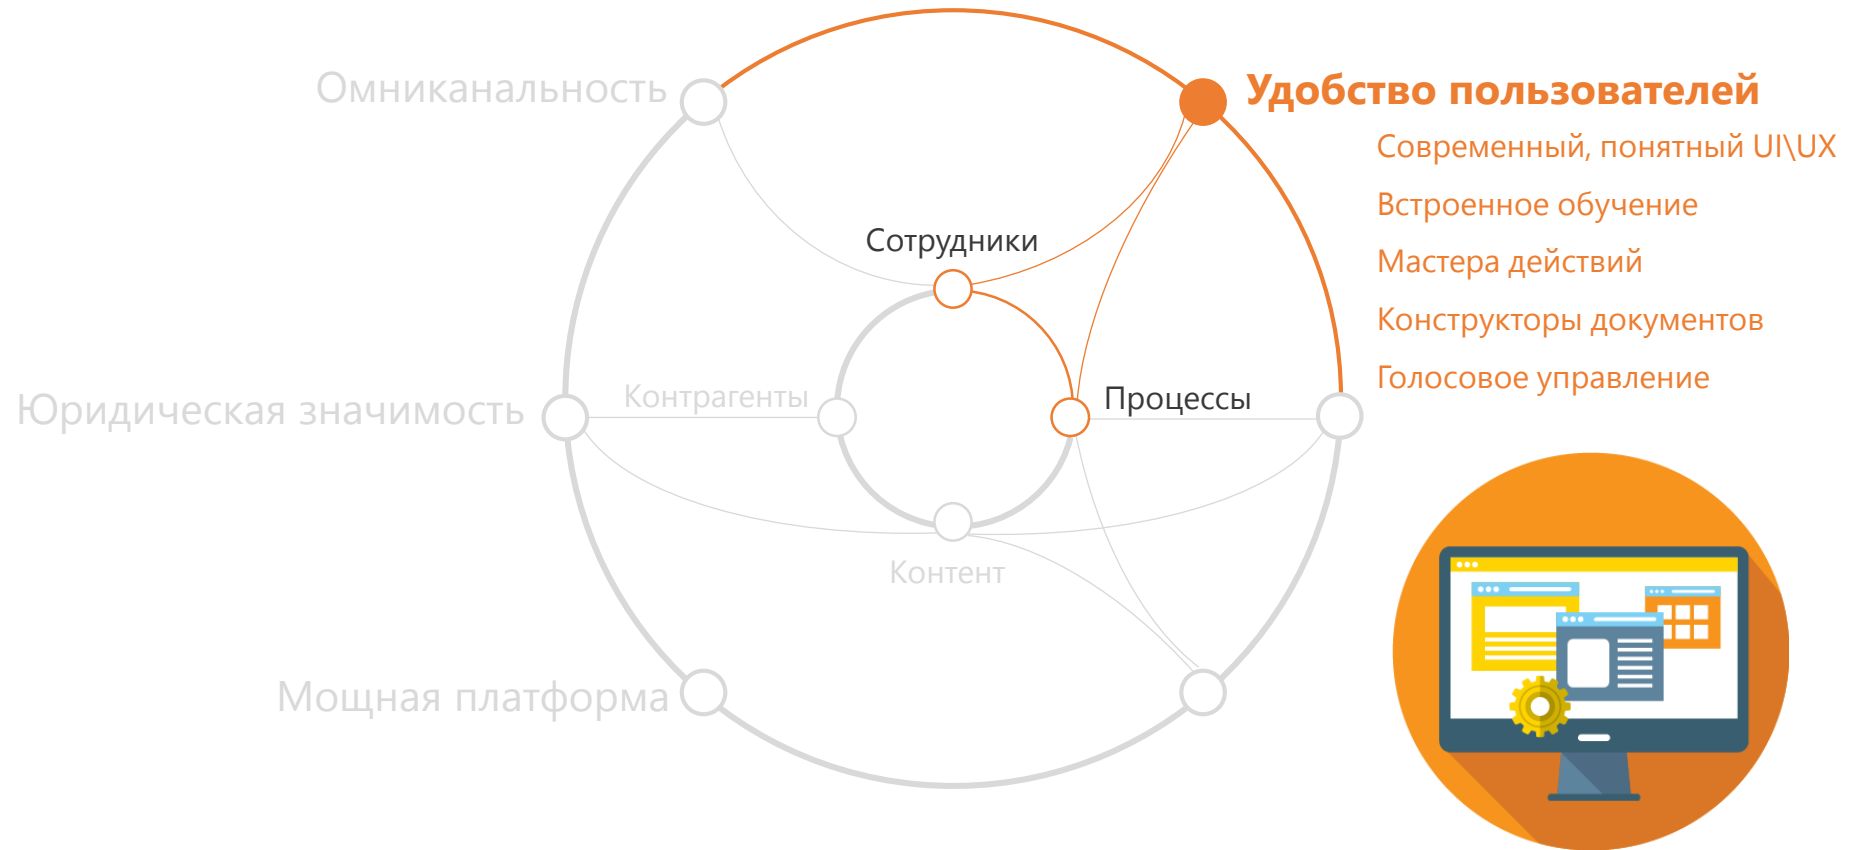 Омниканальность
Удобство пользователей
Современный, понятный UI\UX
Встроенное обучение
Мастера действий
Конструкторы документов
Голосовое управление
Сотрудники
Юридическая значимость
Контрагенты
Процессы
Контент
Мощная платформа